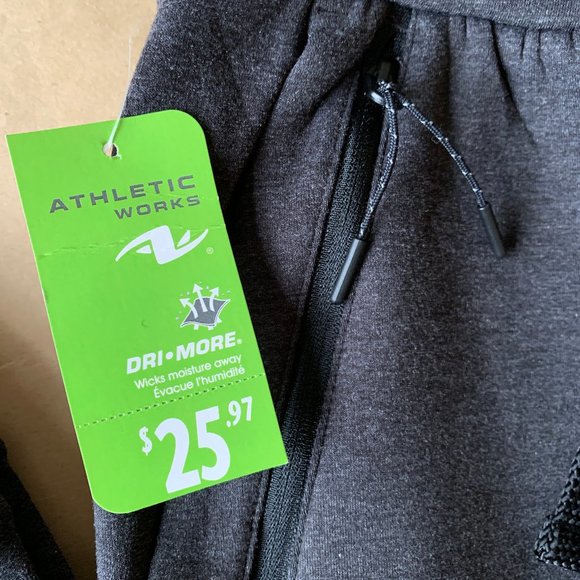 ATHLETIC
WORKS
®
DRI•MORE®
Wicks moisture away
Évacue l'humidité
$25.97